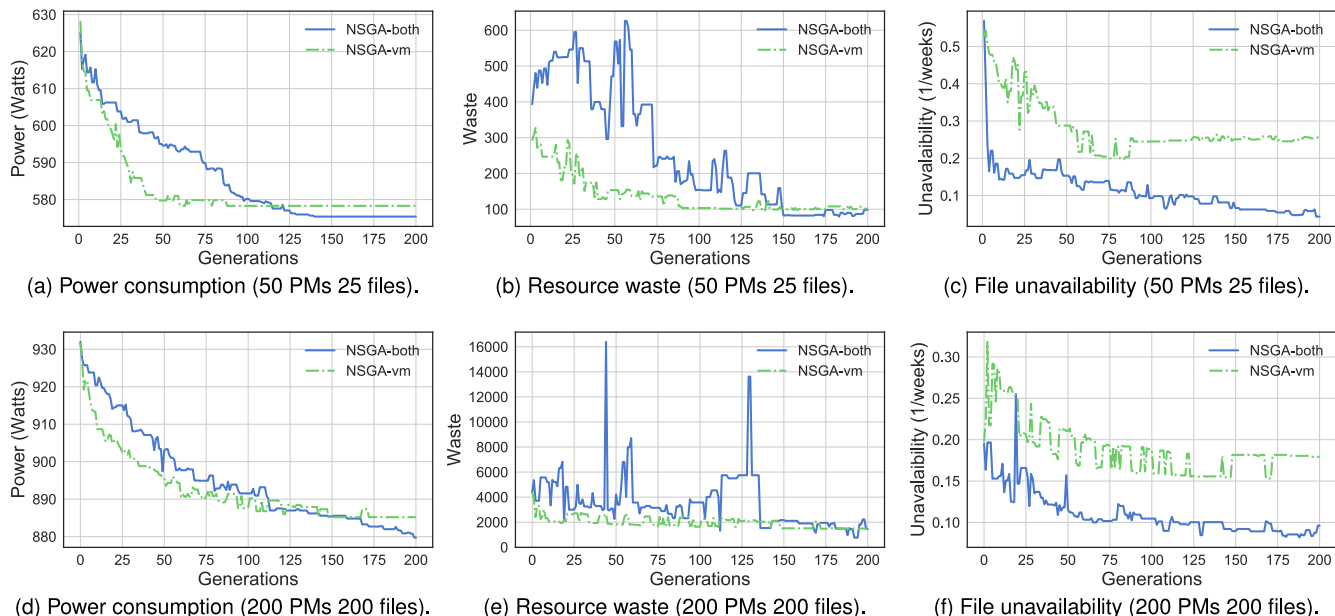 630
620
610
600
590
580
Power (Watts)
NSGA-both
NSGA-vm
0 25 50 75 100 125 150 175 200
Generations
(a) Power consumption (50 PMs 25 files).
600
500
400
300
200
100
Waste
NSGA-both
NSGA-vm
0 25 50 75 100 125 150 175 200
Generations
(b) Resource waste (50 PMs 25 files).
0.5
0.4
0.3
0.2
0.1
Unavalaibility (1/weeks)
NSGA-both
NSGA-vm
0 25 50 75 100 125 150 175 200
Generations
(c) File unavailability (50 PMs 25 files).
930
920
910
900
890
880
Power (Watts)
NSGA-both
NSGA-vm
0 25 50 75 100 125 150 175 200
Generations
(d) Power consumption (200 PMs 200 files).
16000
14000
12000
10000
8000
6000
4000
2000
0
Waste
NSGA-both
NSGA-vm
0 25 50 75 100 125 150 175 200
Generations
(e) Resource waste (200 PMs 200 files).
0.30
0.25
0.20
0.15
0.10
Unavalaibility (1/weeks)
NSGA-both
NSGA-vm
0 25 50 75 100 125 150 175 200
Generations
(f) File unavailability (200 PMs 200 files).